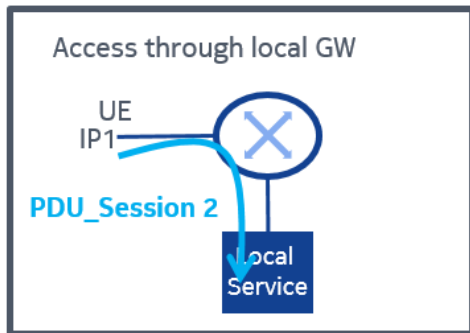 Access through local GW
UE
IP1
PDU_Session 2
Local
Service